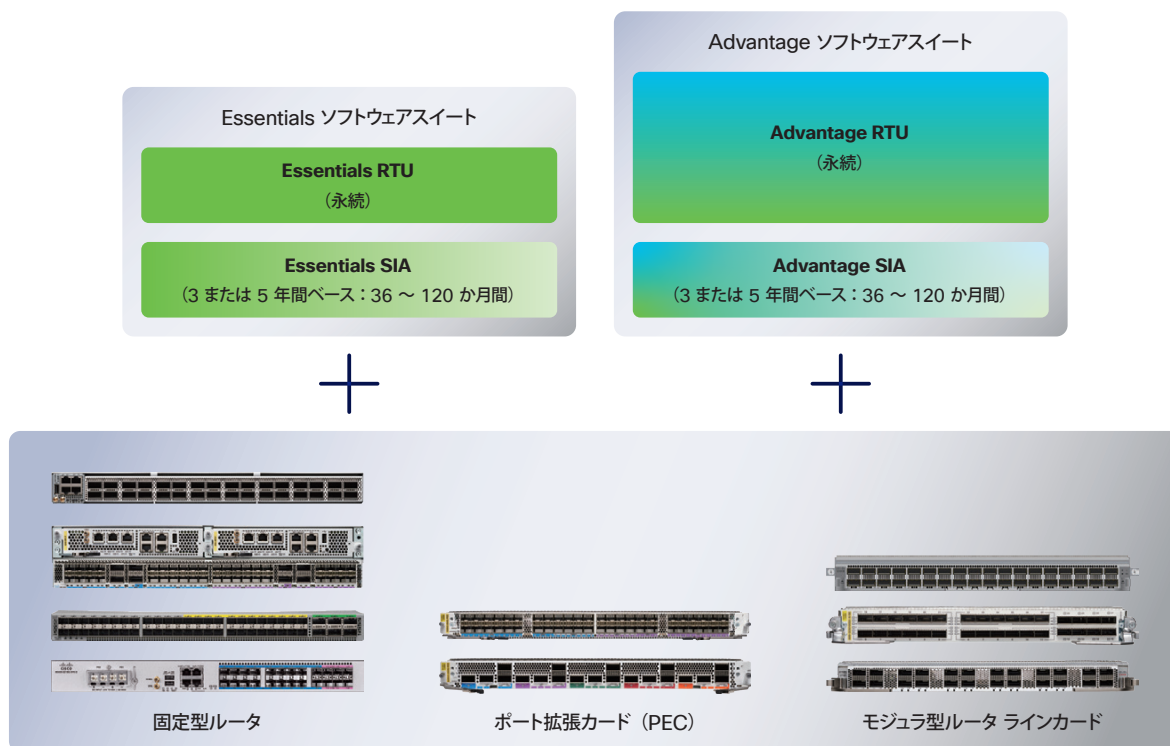 Essentials ソフトウェアスイート
Essentials RTU
(永続)
Essentials SIA
(3 または 5 年間ベース:36 ～ 120 か月間)
Advantage ソフトウェアスイート
Advantage RTU
(永続)
Advantage SIA
(3 または 5 年間ベース:36 ～ 120 か月間)
固定型ルータ
ポート拡張カード (PEC)
モジュラ型ルータ ラインカード